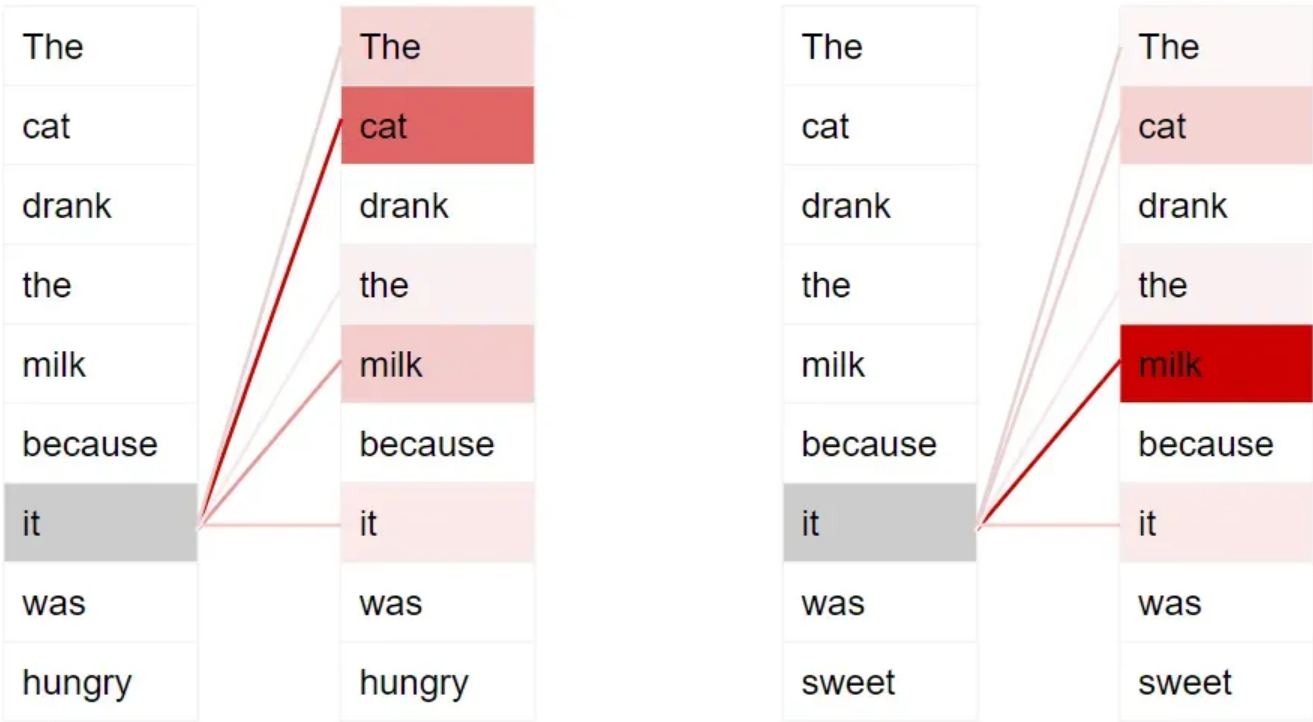 The The The The
cat cat cat cat
drank drank drank drank
the the the the
milk milk milk milk
because because because because
it it it it
was was was was
hungry hungry sweet sweet